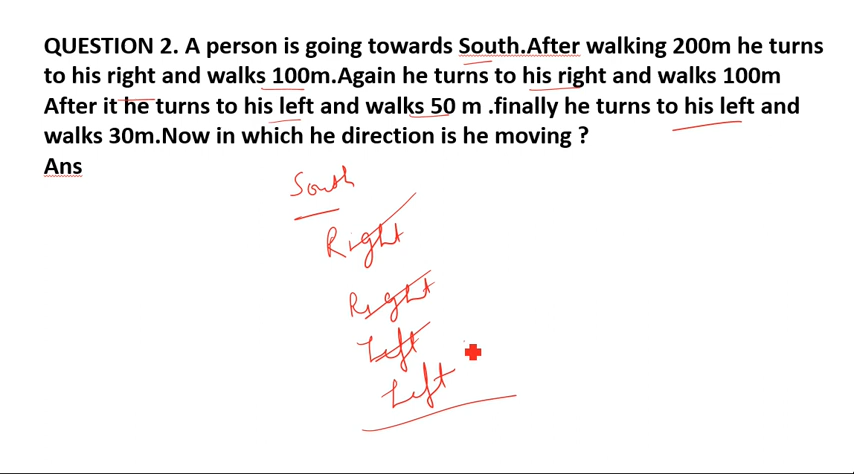 QUESTION 2. A person is going towards South.After walking 200m he turns
to his right and walks 100m.Again he turns to his right and walks 100m
After it he turns to his left and walks 50 m .finally he turns to his left and
walks 30m.Now in which he direction is he moving ?
Ans
South
Right
Right
Left
Left